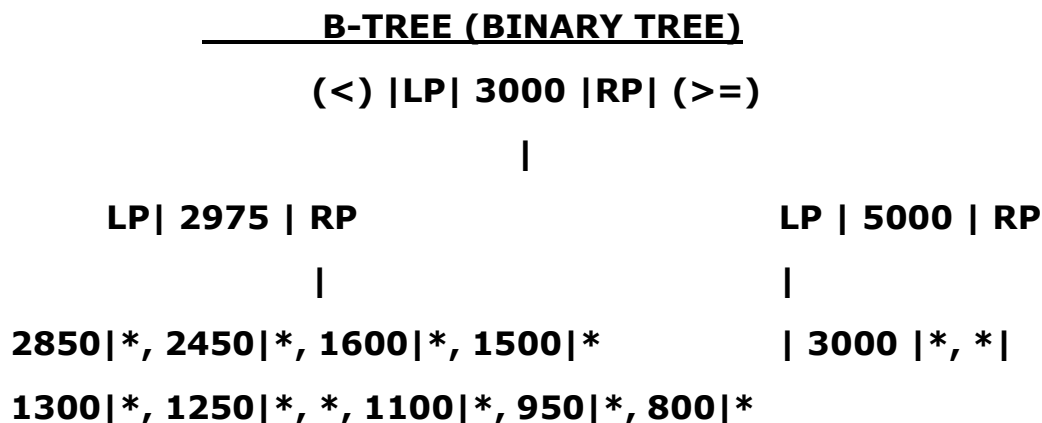 B-TREE (BINARY TREE)
(<) |LP| 3000 |RP| (>=)
|
LP| 2975 | RP LP | 5000 | RP
| |
2850|*, 2450|*, 1600|*, 1500|* | 3000 |*, *|
1300|*, 1250|*, *, 1100|*, 950|*, 800|*